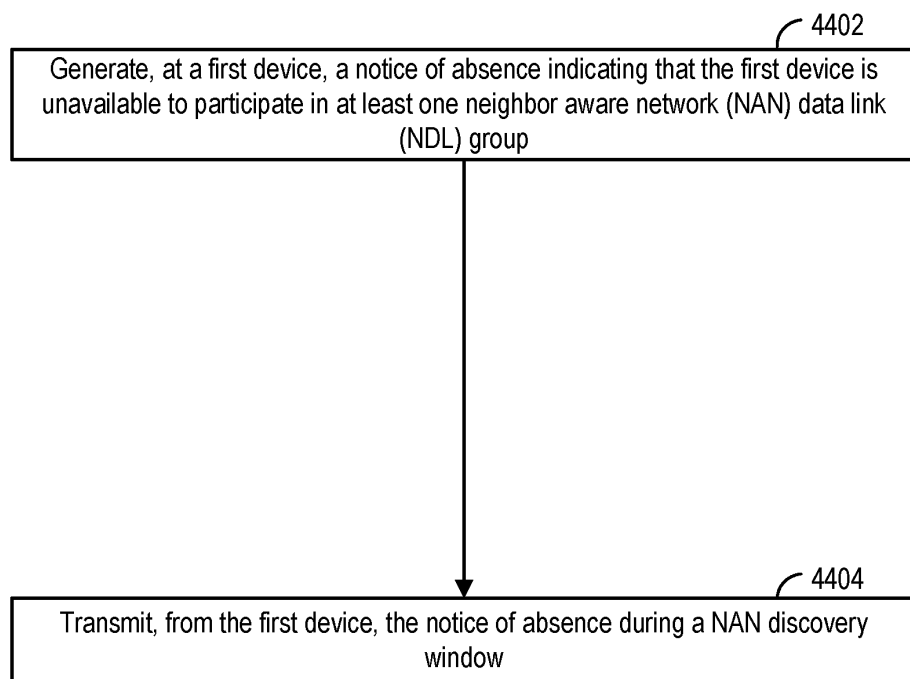 4402
Generate, at a first device, a notice of absence indicating that the first device is
unavailable to participate in at least one neighbor aware network (NAN) data link
(NDL) group
4404
Transmit, from the first device, the notice of absence during a NAN discovery
window